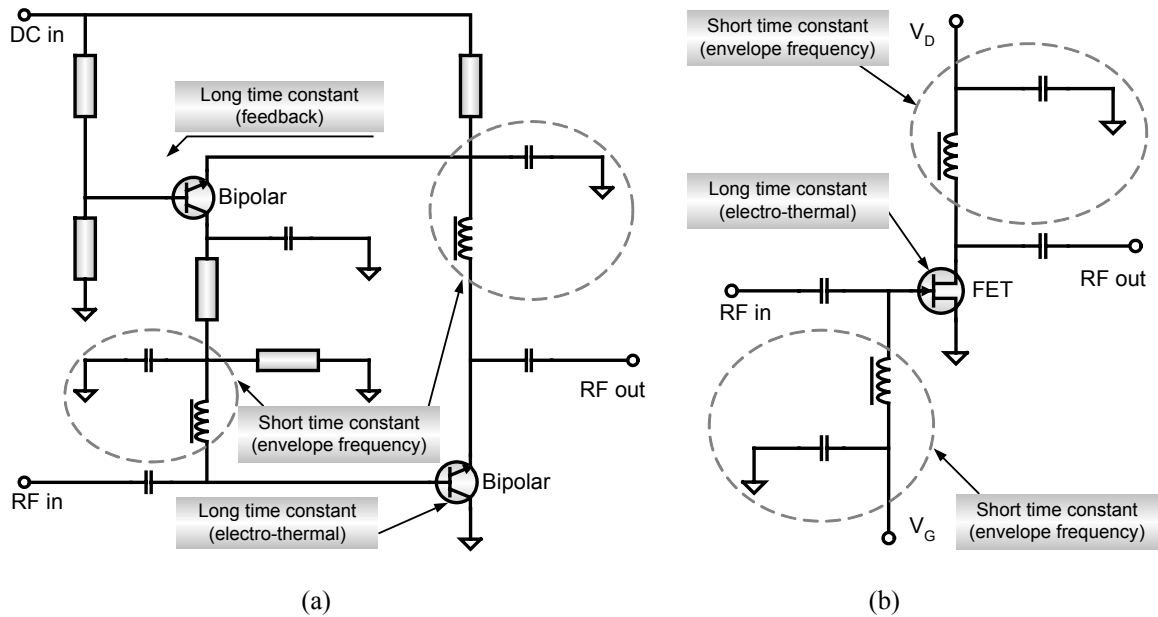 DC in
Long time constant
(feedback)
Bipolar
Short time constant
(envelope frequency)
RF out
RF in
Bipolar
Long time constant
(electro-thermal)
(a)
Short time constant
(envelope frequency)
V_D
Long time constant
(electro-thermal)
FET
RF out
RF in
Short time constant
(envelope frequency)
V_G
(b)